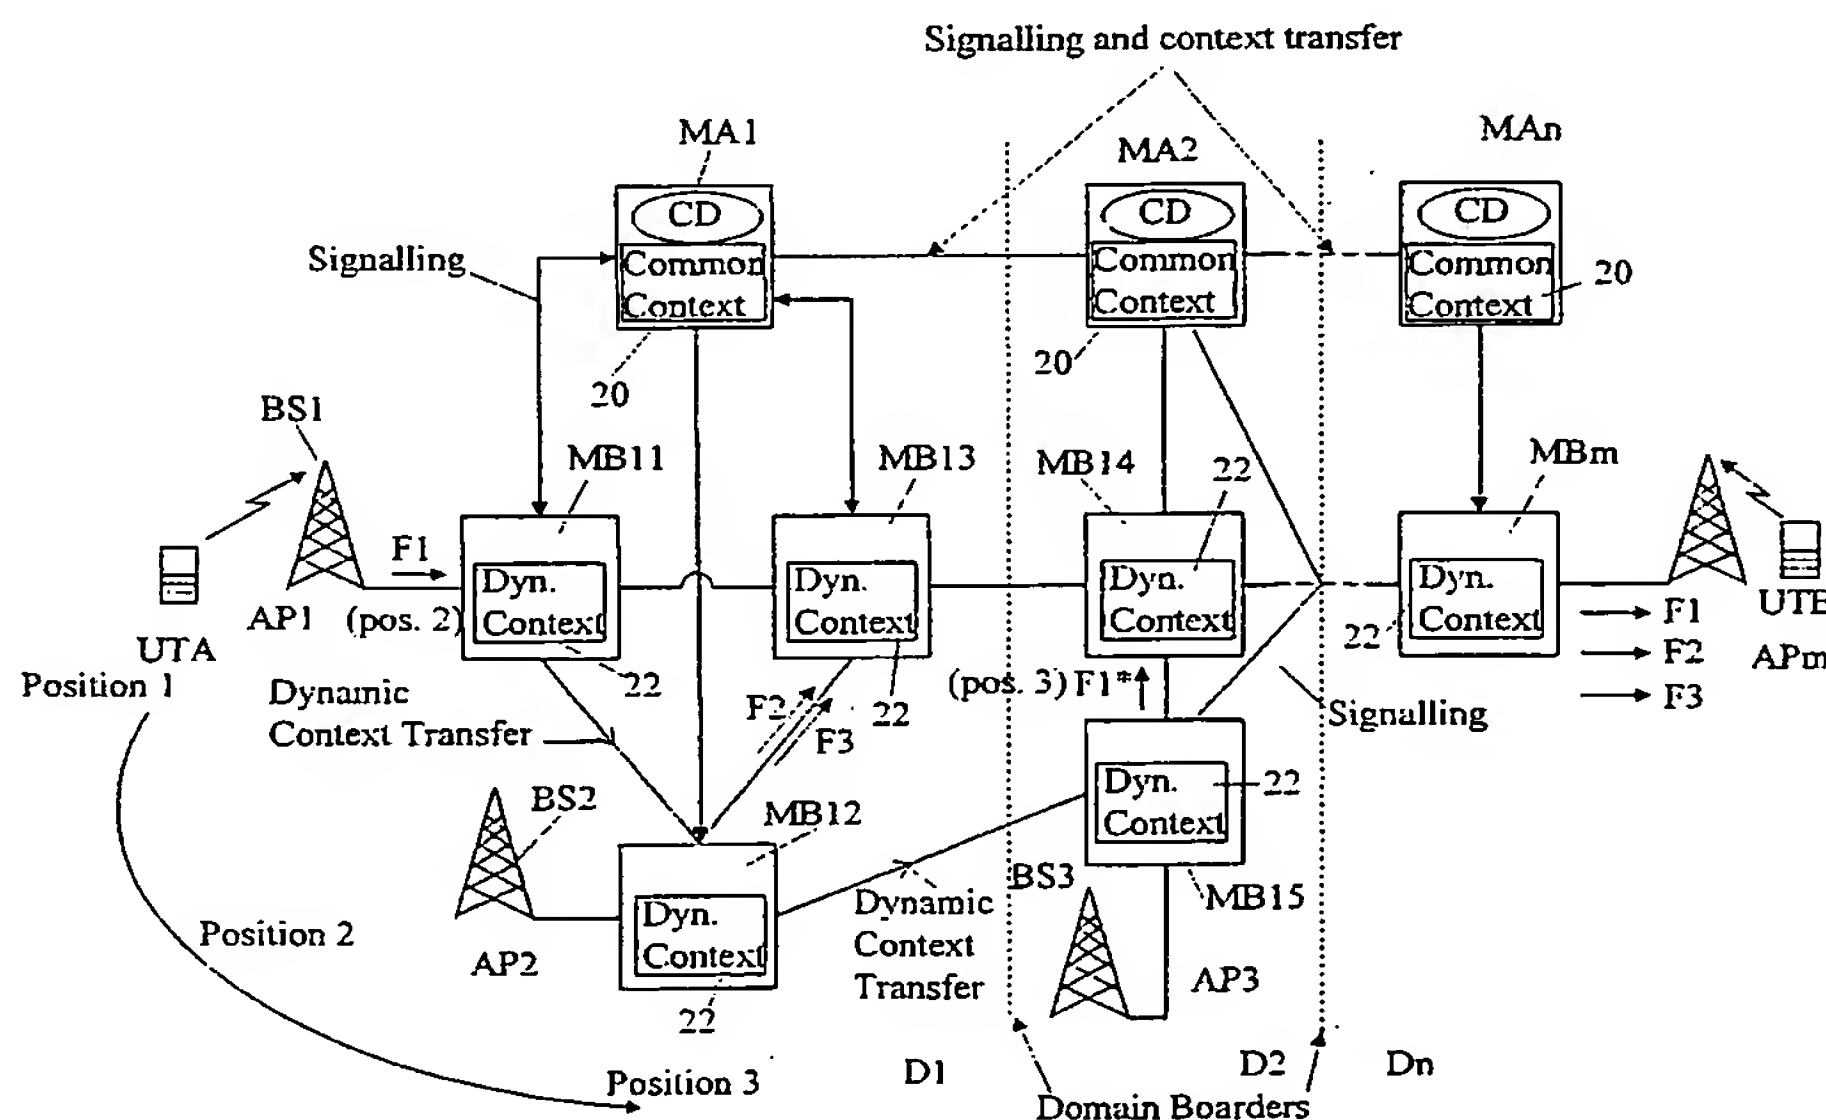 Signalling and context transfer
MA1
MA2
MAn
CD
CD
CD
Signalling
Common
Context
Common
Context
Common
Context
20
20
20
BS1
MB11
MB13
MB14
22
MBm
F1
Dyn.
Context
Dyn.
Context
Dyn.
Context
Dyn.
Context
AP1
(pos. 2)
UTA
Position 1
22
22
22
F1
F2
F3
UTB
APm
Dynamic
Context Transfer
F2
F3
(pos. 3) F1*
Signalling
Dyn.
Context
22
BS2
MB12
MB15
BS3
Dyn.
Context
22
AP2
Dynamic
Context
Transfer
AP3
Position 2
Position 3
D1
D2
Dn
Domain Boarders